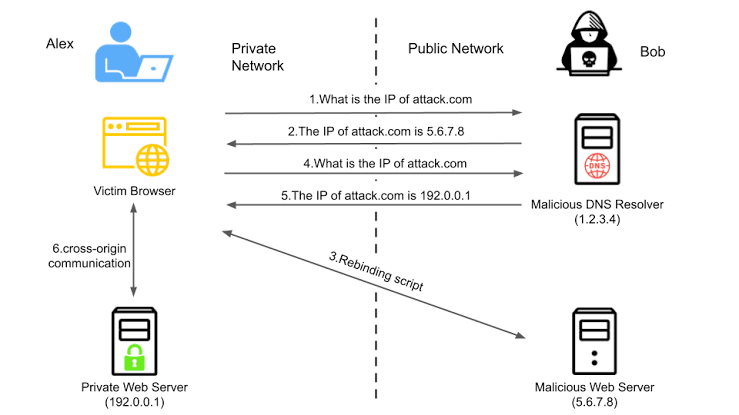 Alex
Private
Network
Public Network
Bob
1.What is the IP of attack.com
2.The IP of attack.com is 5.6.7.8
4.What is the IP of attack.com
DNS
Victim Browser
5.The IP of attack.com is 192.0.0.1
Malicious DNS Resolver
(1.2.3.4)
6.cross-origin
communication
3.Rebinding script
Private Web Server
(192.0.0.1)
Malicious Web Server
(5.6.7.8)